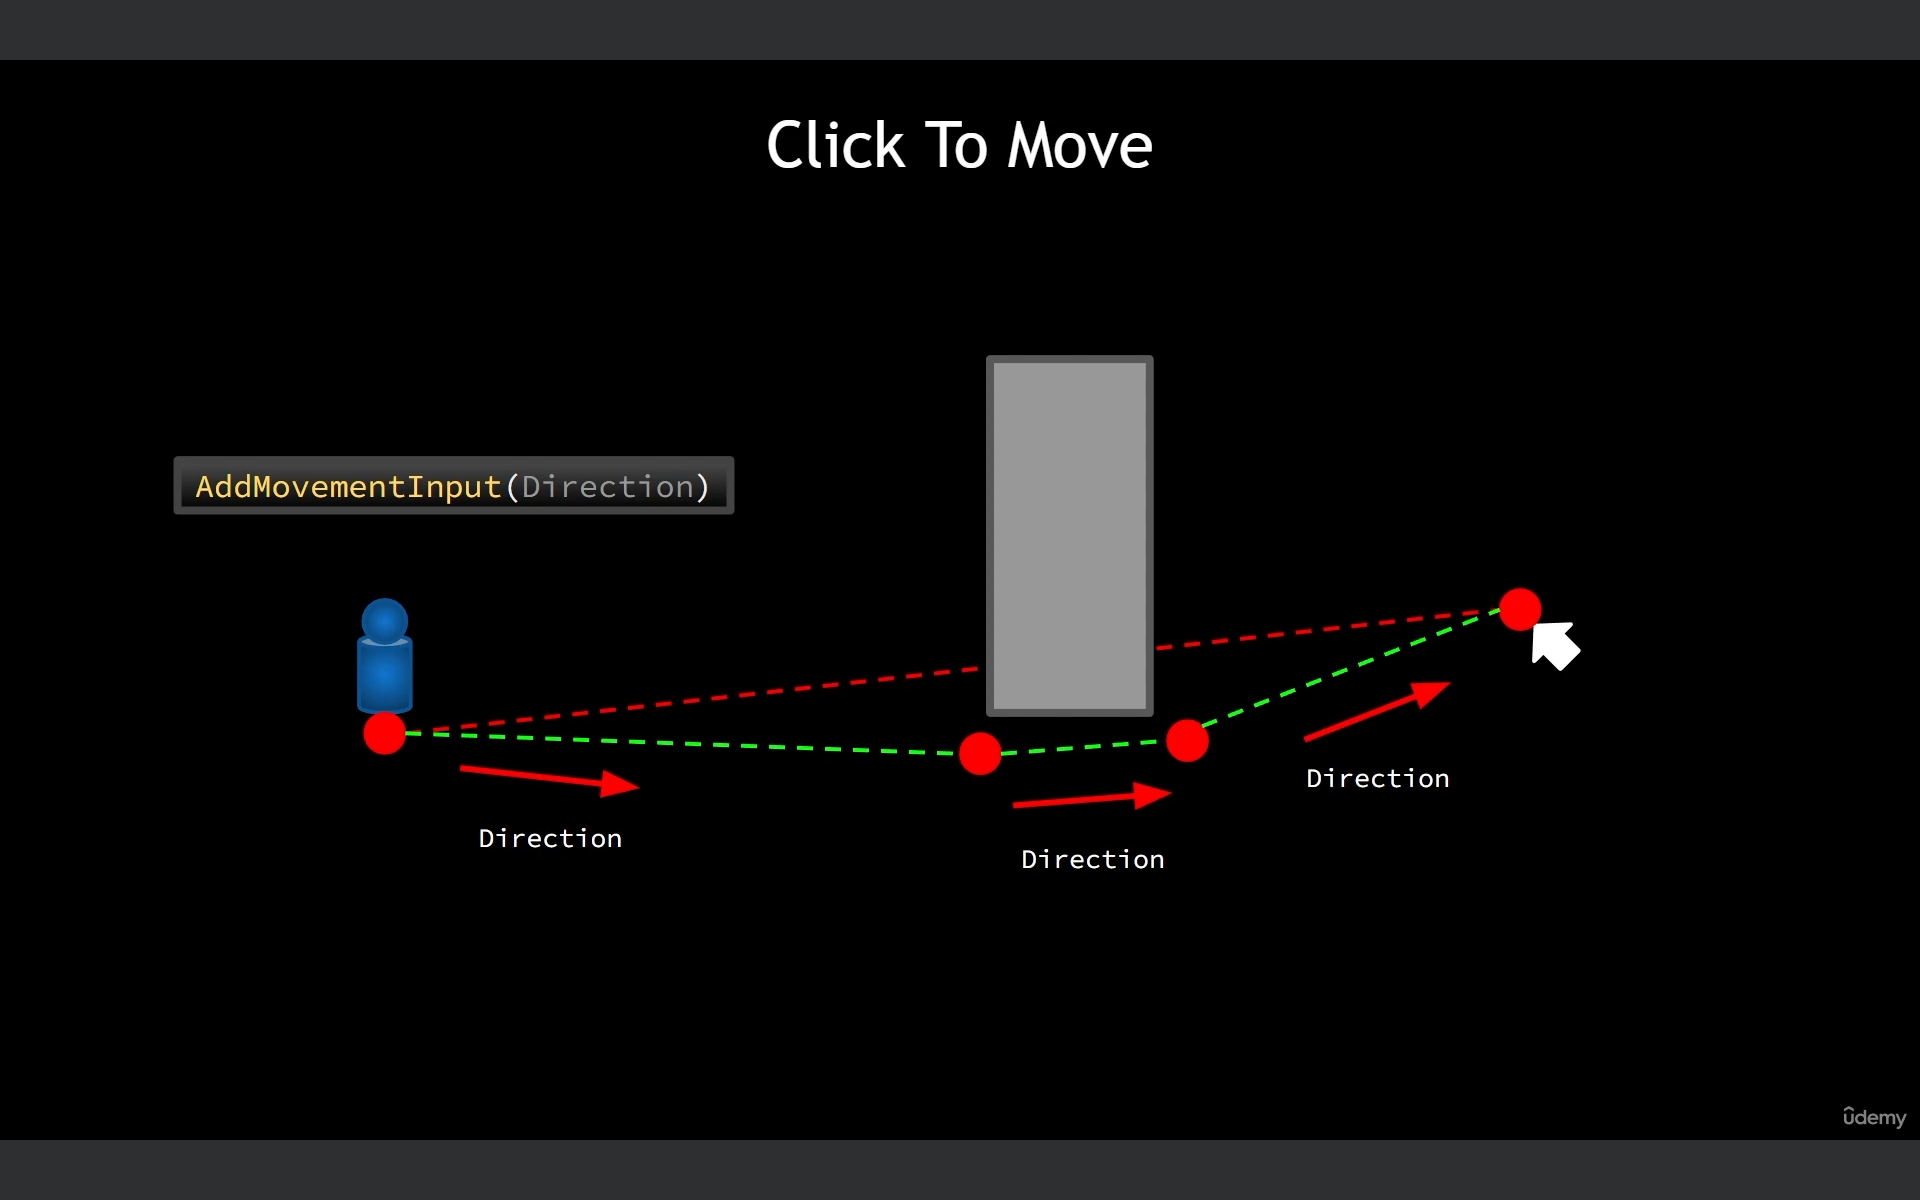 Click To Move
AddMovementInput(Direction)
Direction
Direction
Direction
ûdemy